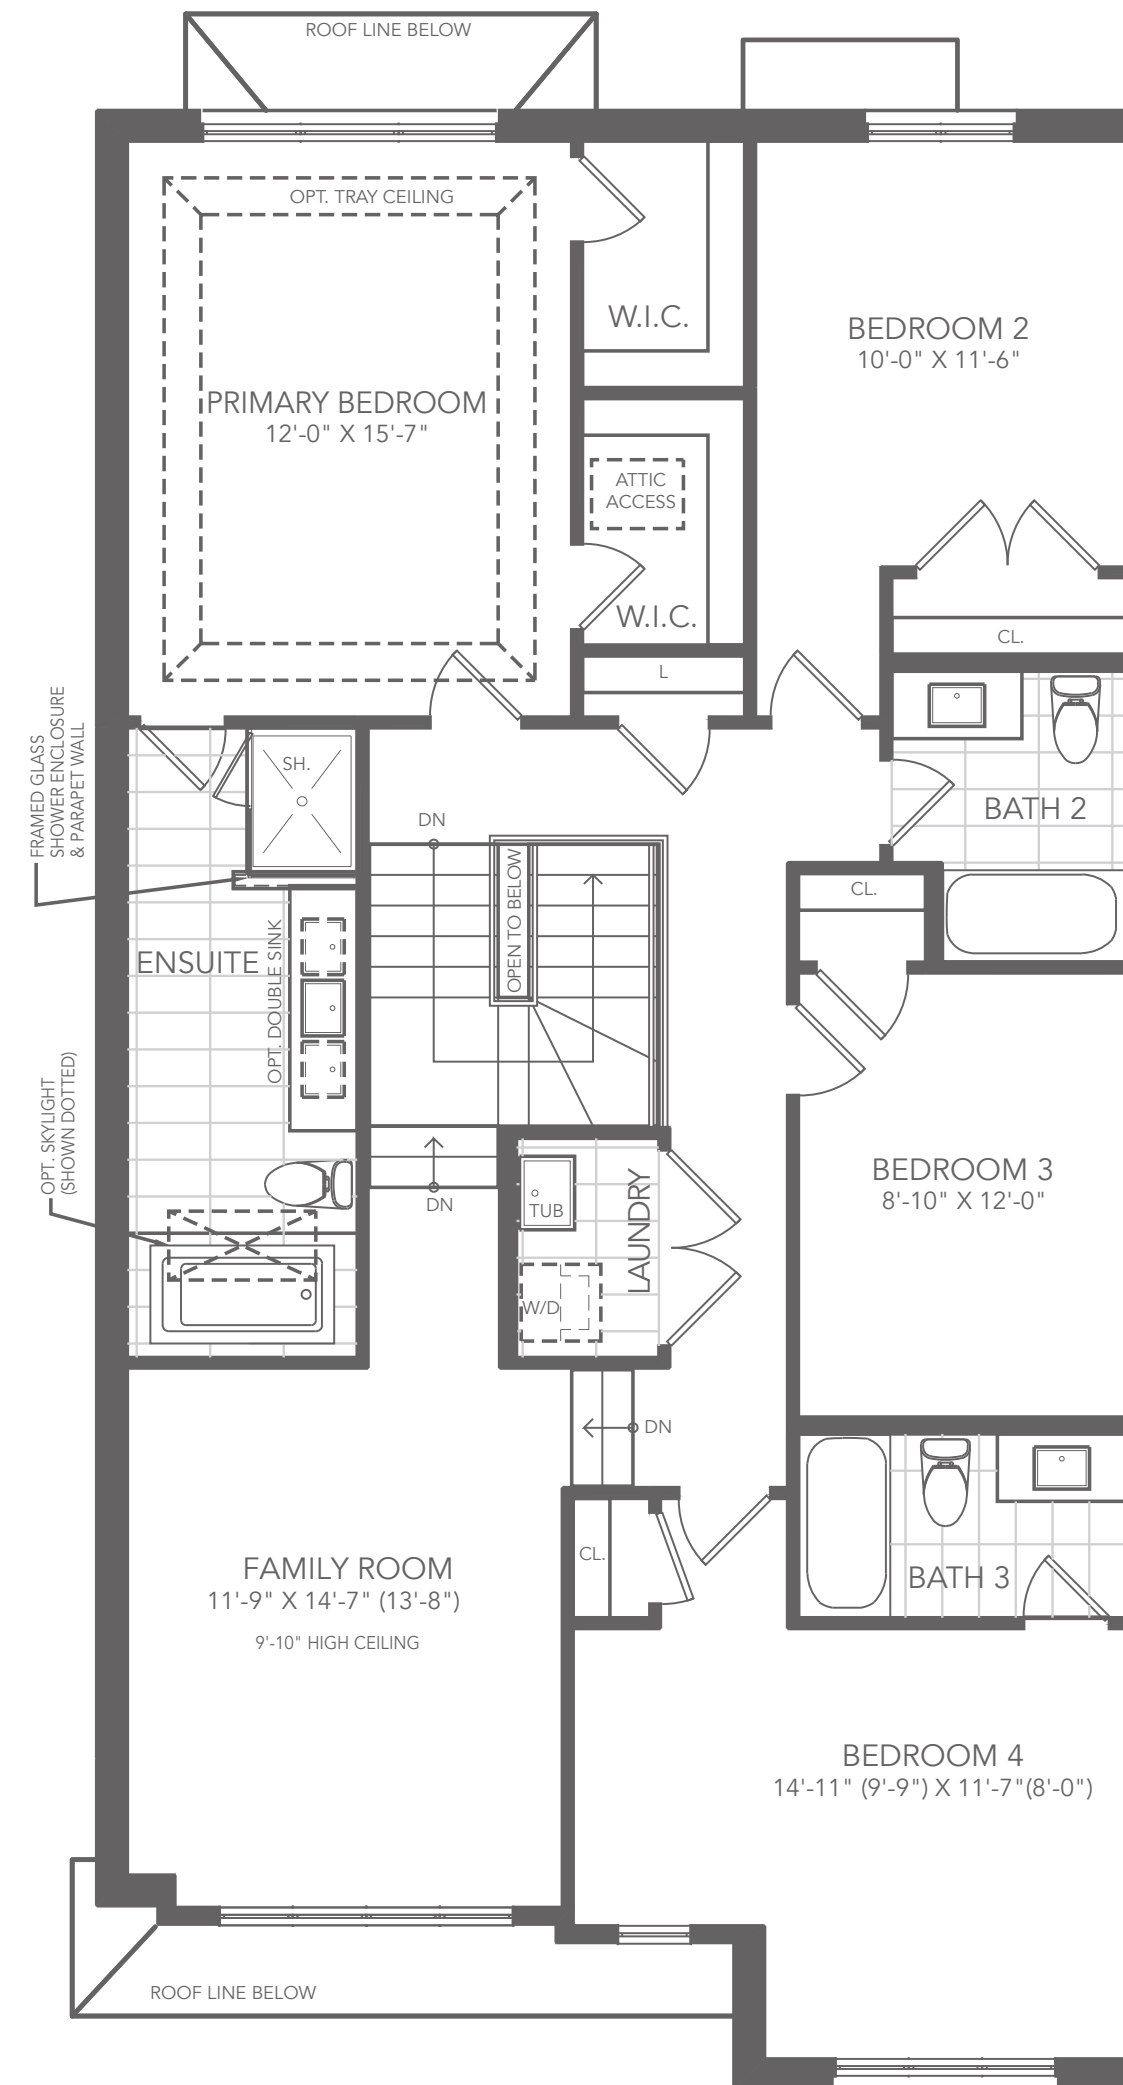 ROOF LINE BELOW
OPT. TRAY CEILING
W.I.C.
BEDROOM 2
10'-0" X 11'-6"
PRIMARY BEDROOM
12'-0" X 15'-7"
ATTIC
ACCESS
W.I.C.
CL.
L
FRAMED GLASS
SHOWER ENCLOSURE
& PARAPET WALL
SH.
DN
BATH 2
OPEN TO BELOW
CL.
ENSUITE
OPT. DOUBLE SINK
OPT. SKYLIGHT
(SHOWN DOTTED)
BEDROOM 3
8'-10" X 12'-0"
DN
TUB
LAUNDRY
W/D
DN
CL.
FAMILY ROOM
11'-9" X 14'-7" (13'-8")
9'-10" HIGH CEILING
BATH 3
BEDROOM 4
14'-11" (9'-9") X 11'-7"(8'-0")
ROOF LINE BELOW